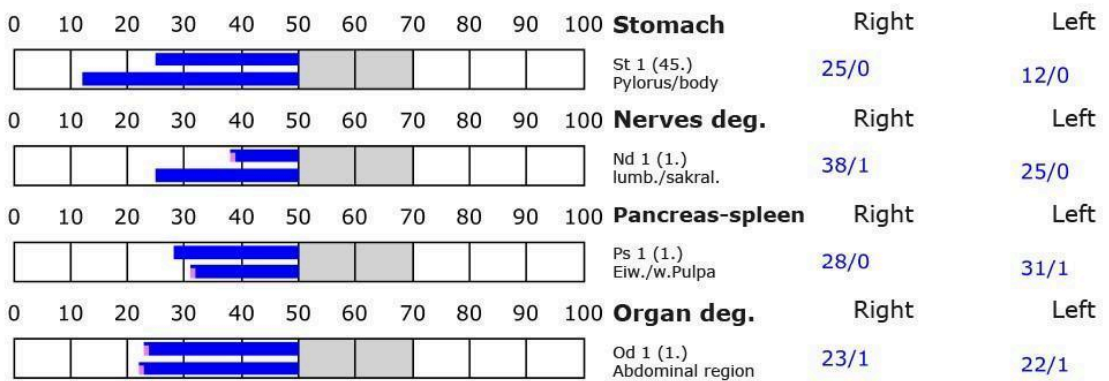 0 10 20 30 40 50 60 70 80 90 100 Stomach Right Left
St 1 (45.) 25/0 12/0
Pylorus/body
0 10 20 30 40 50 60 70 80 90 100 Nerves deg. Right Left
Nd 1 (1.) 38/1 25/0
lumb./sakral.
0 10 20 30 40 50 60 70 80 90 100 Pancreas-spleen Right Left
Ps 1 (1.) 28/0 31/1
Eiw./w.Pulpa
0 10 20 30 40 50 60 70 80 90 100 Organ deg. Right Left
Od 1 (1.) 23/1 22/1
Abdominal region